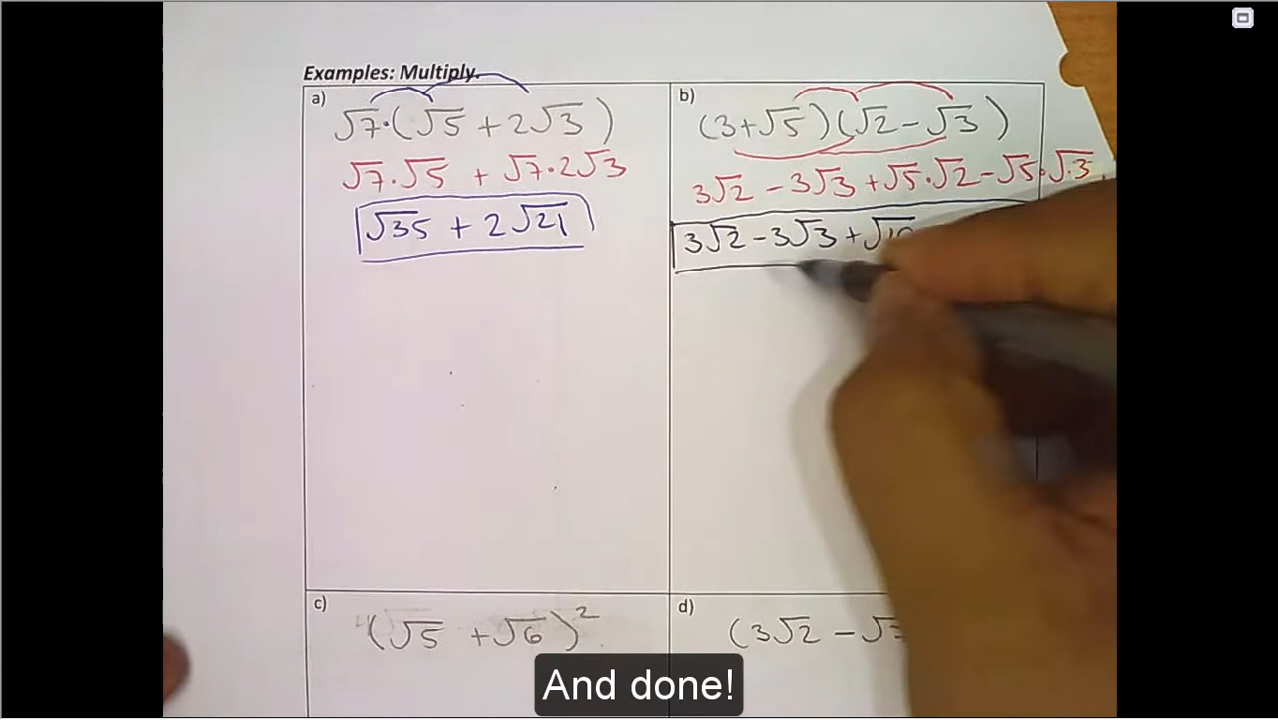 Examples: Multiply.
a)
√7·(√5 + 2√3)
√7·√5 + √7·2√3
√35 + 2√21
b)
(3+√5)(√2 − √3)
3√2 − 3√3 + √5·√2 − √5·√3
3√2 − 3√3 +
c)
(√5 + √6)²
d)
(3√2 −
And done!